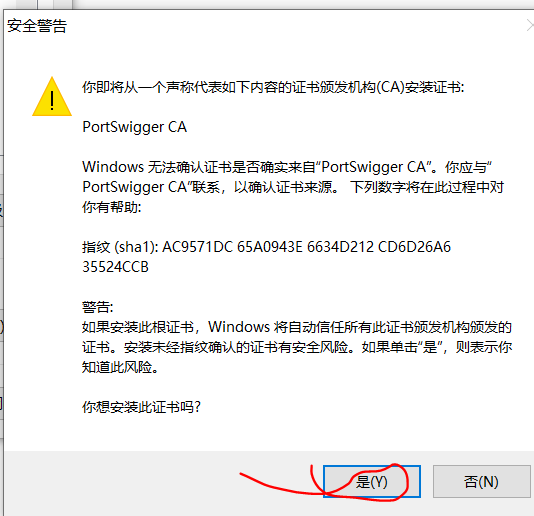 安全警告
你即将从一个声称代表如下内容的证书颁发机构(CA)安装证书:
PortSwigger CA
Windows 无法确认证书是否确实来自“PortSwigger CA”。你应与“
PortSwigger CA”联系，以确认证书来源。 下列数字将在此过程中对
你有帮助:
指纹 (sha1): AC9571DC 65A0943E 6634D212 CD6D26A6
35524CCB
警告:
如果安装此根证书，Windows 将自动信任所有此证书颁发机构颁发的
证书。安装未经指纹确认的证书有安全风险。如果单击“是”，则表示你
知道此风险。
你想安装此证书吗?
是(Y)
否(N)